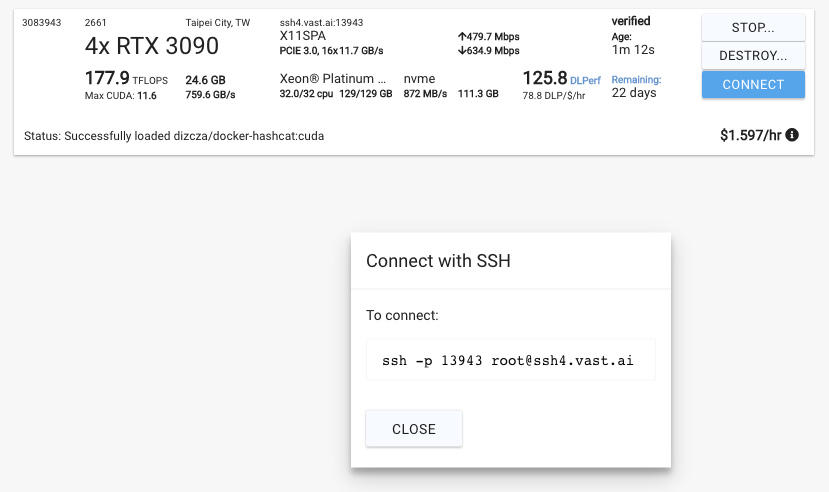 3083943 2661 Taipei City, TW ssh4.vast.ai:13943 verified STOP...
4x RTX 3090 X11SPA ↑479.7 Mbps Age:
PCIE 3.0, 16x 11.7 GB/s ↓634.9 Mbps 1m 12s DESTROY...
177.9 TFLOPS 24.6 GB Xeon® Platinum ... nvme 125.8 DLPerf Remaining: CONNECT
Max CUDA: 11.6 759.6 GB/s 32.0/32 cpu 129/129 GB 872 MB/s 111.3 GB 78.8 DLP/$/hr 22 days
Status: Successfully loaded dizcza/docker-hashcat:cuda $1.597/hr
Connect with SSH
To connect:
ssh -p 13943 root@ssh4.vast.ai
CLOSE